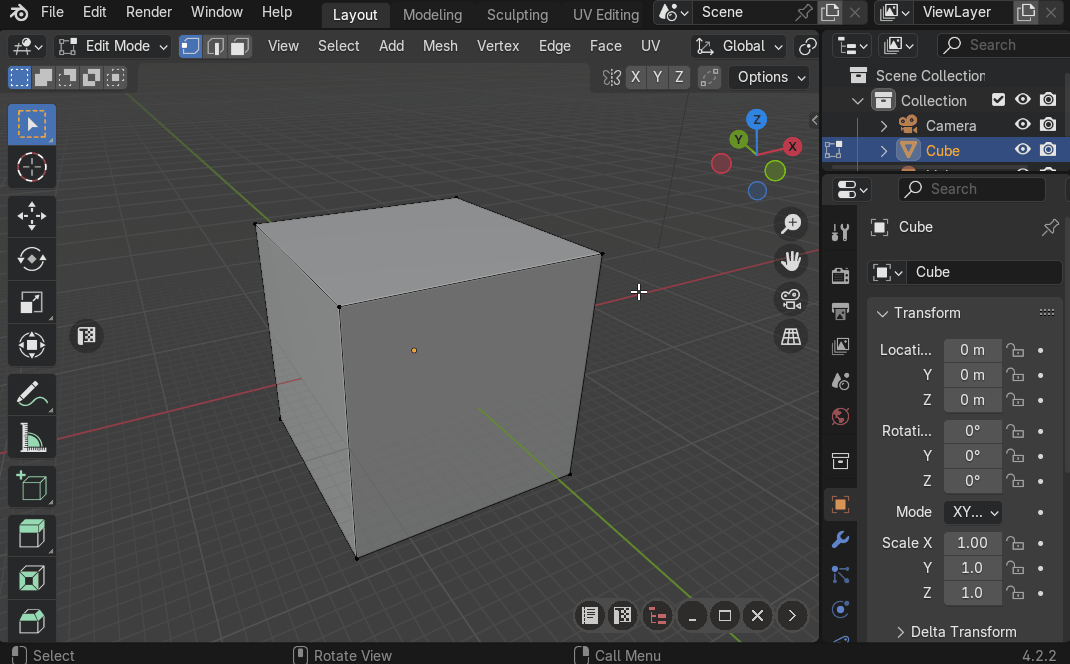 File Edit Render Window Help Layout Modeling Sculpting UV Editing Scene ViewLayer
Edit Mode View Select Add Mesh Vertex Edge Face UV Global Search
X Y Z Options
Scene Collection
Collection
Camera
Cube
Z
Y
X
Search
Cube
Cube
Transform
Locati... 0 m
Y 0 m
Z 0 m
Rotati... 0°
Y 0°
Z 0°
Mode XY...
Scale X 1.00
Y 1.0
Z 1.0
Delta Transform
Select Rotate View Call Menu 4.2.2